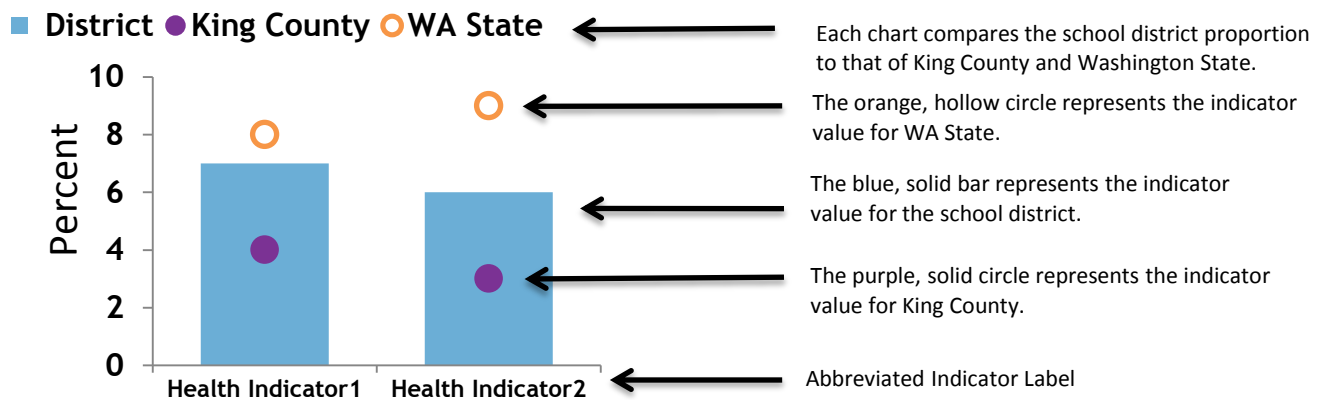 District King County WA State
Each chart compares the school district proportion
to that of King County and Washington State.
The orange, hollow circle represents the indicator
value for WA State.
The blue, solid bar represents the indicator
value for the school district.
The purple, solid circle represents the indicator
value for King County.
Abbreviated Indicator Label
Percent
10
8
6
4
2
0
Health Indicator1
Health Indicator2